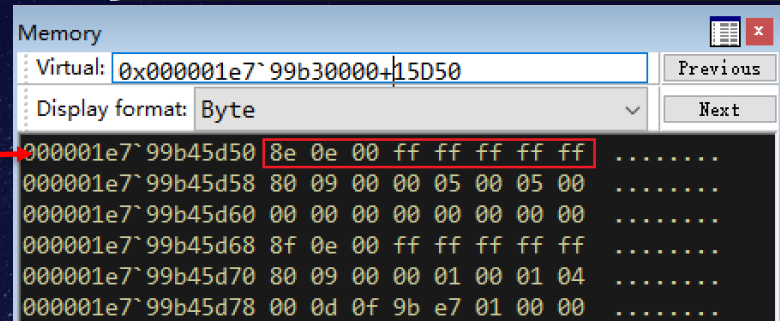 Memory
Virtual: 0x000001e7`99b30000+15D50 Previous
Display format: Byte Next
000001e7`99b45d50 8e 0e 00 ff ff ff ff ff ........
000001e7`99b45d58 80 09 00 00 05 00 05 00 ........
000001e7`99b45d60 00 00 00 00 00 00 00 00 ........
000001e7`99b45d68 8f 0e 00 ff ff ff ff ff ........
000001e7`99b45d70 80 09 00 00 01 00 01 04 ........
000001e7`99b45d78 00 0d 0f 9b e7 01 00 00 ........